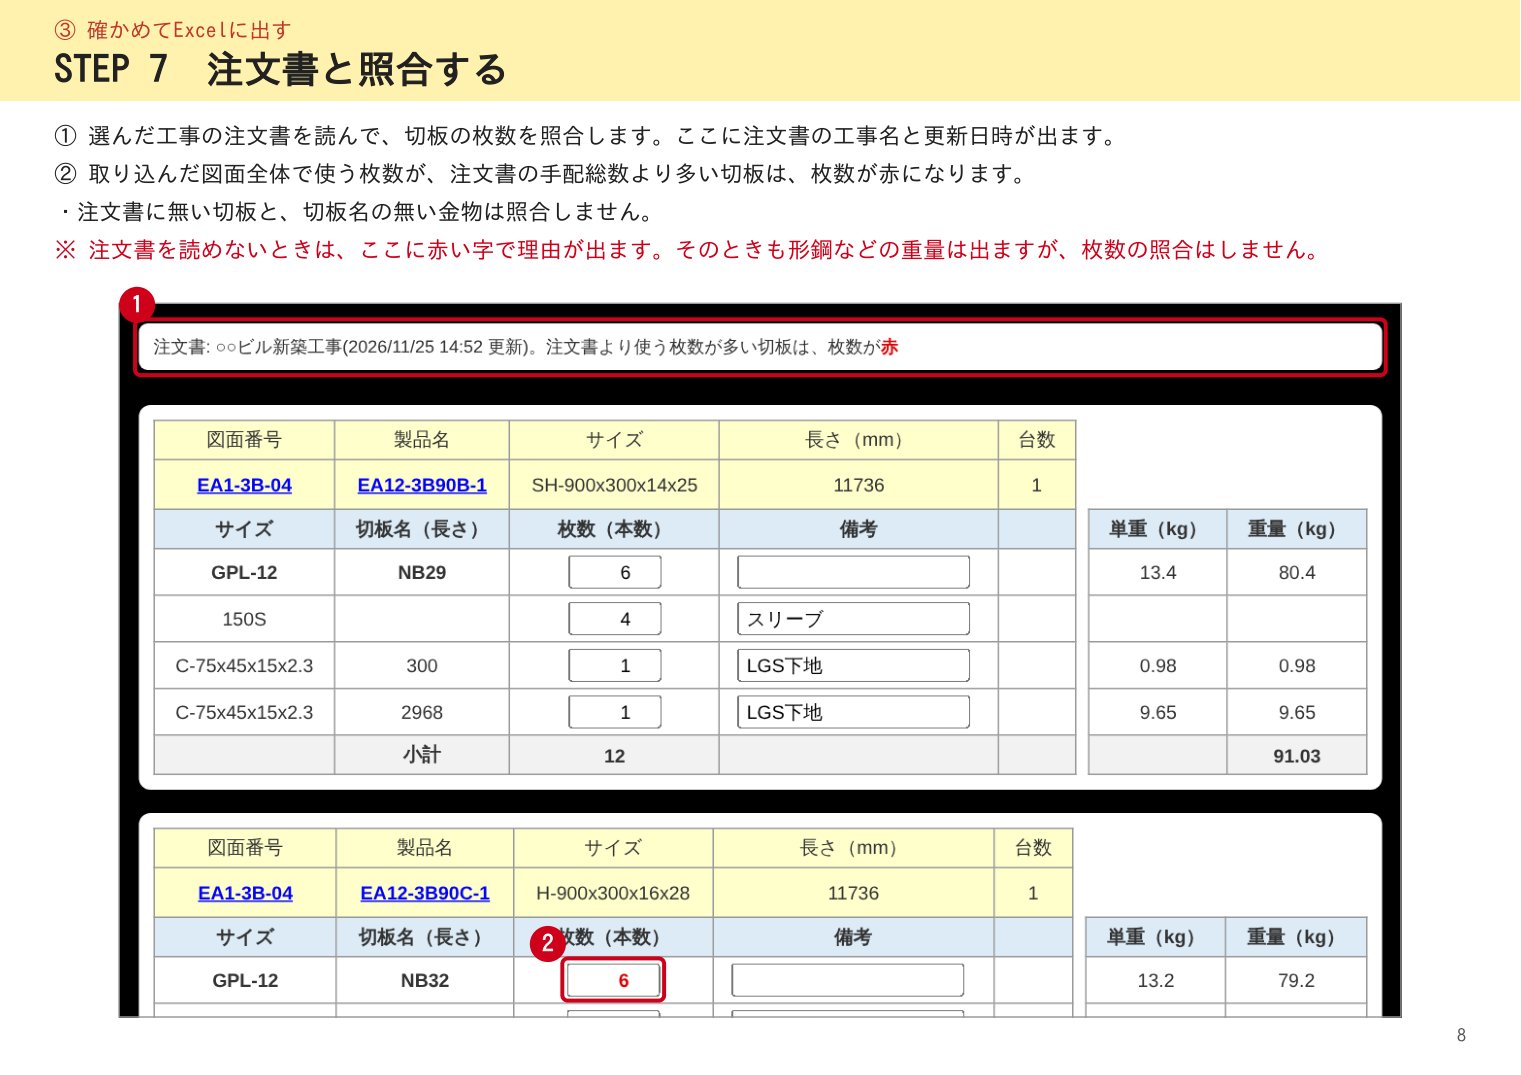 ③ 確かめてExcelに出す
STEP 7　注文書と照合する
① 選んだ工事の注文書を読んで、切板の枚数を照合します。ここに注文書の工事名と更新日時が出ます。
② 取り込んだ図面全体で使う枚数が、注文書の手配総数より多い切板は、枚数が赤になります。
・注文書に無い切板と、切板名の無い金物は照合しません。
※ 注文書を読めないときは、ここに赤い字で理由が出ます。そのときも形鋼などの重量は出ますが、枚数の照合はしません。
1
注文書: ○○ビル新築工事(2026/11/25 14:52 更新)。注文書より使う枚数が多い切板は、枚数が赤
図面番号 製品名 サイズ 長さ（mm） 台数
EA1-3B-04 EA12-3B90B-1 SH-900x300x14x25 11736 1
サイズ 切板名（長さ） 枚数（本数） 備考 単重（kg） 重量（kg）
GPL-12 NB29 6 13.4 80.4
150S 4 スリーブ
C-75x45x15x2.3 300 1 LGS下地 0.98 0.98
C-75x45x15x2.3 2968 1 LGS下地 9.65 9.65
小計 12 91.03
図面番号 製品名 サイズ 長さ（mm） 台数
EA1-3B-04 EA12-3B90C-1 H-900x300x16x28 11736 1
サイズ 切板名（長さ） 2 枚数（本数） 備考 単重（kg） 重量（kg）
GPL-12 NB32 6 13.2 79.2
8